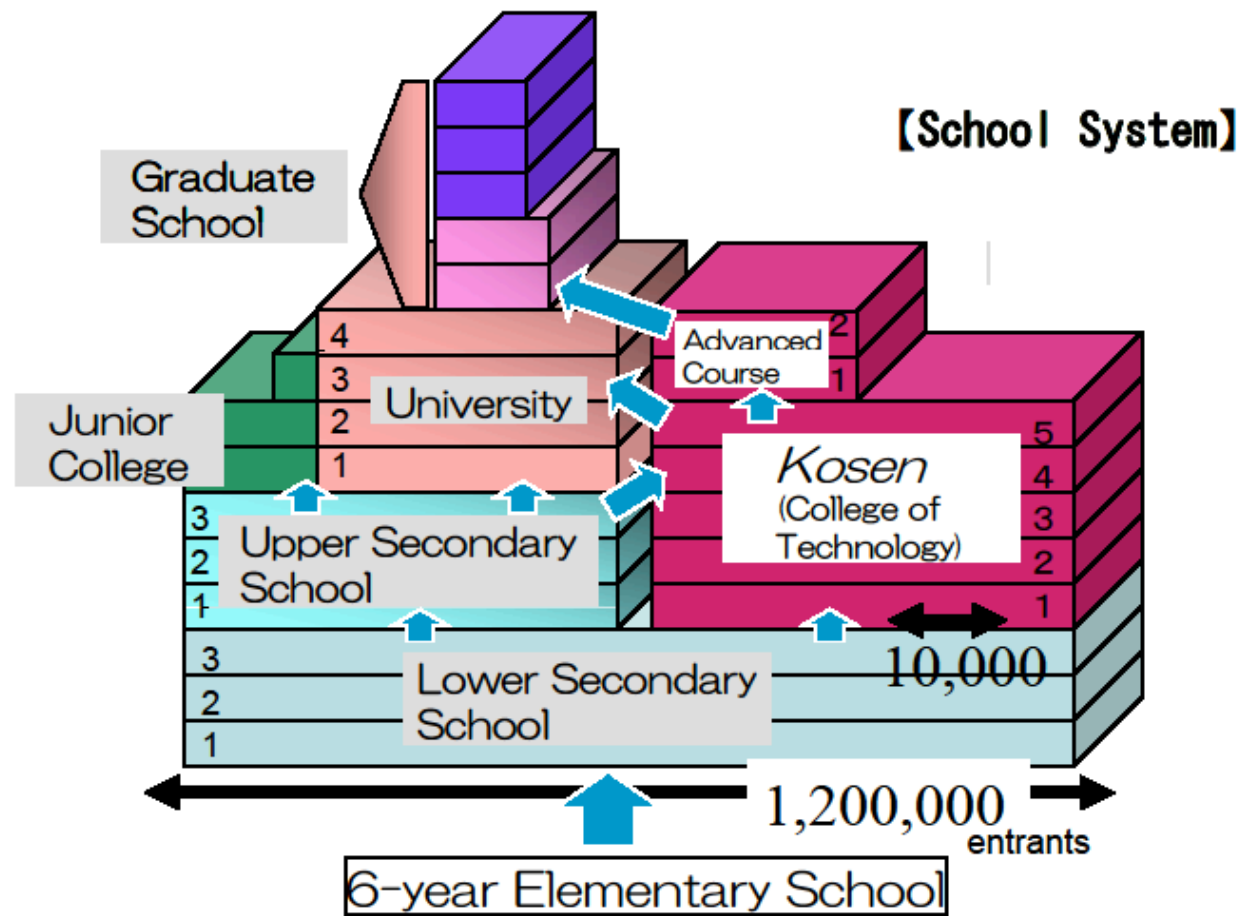 【School System】
Graduate
School
4
3
2
1
University
Junior
College
2
1
Advanced
Course
5
4
3
2
1
Kosen
(College of
Technology)
3
2
1
Upper Secondary
School
10,000
3
2
1
Lower Secondary
School
1,200,000
entrants
6-year Elementary School